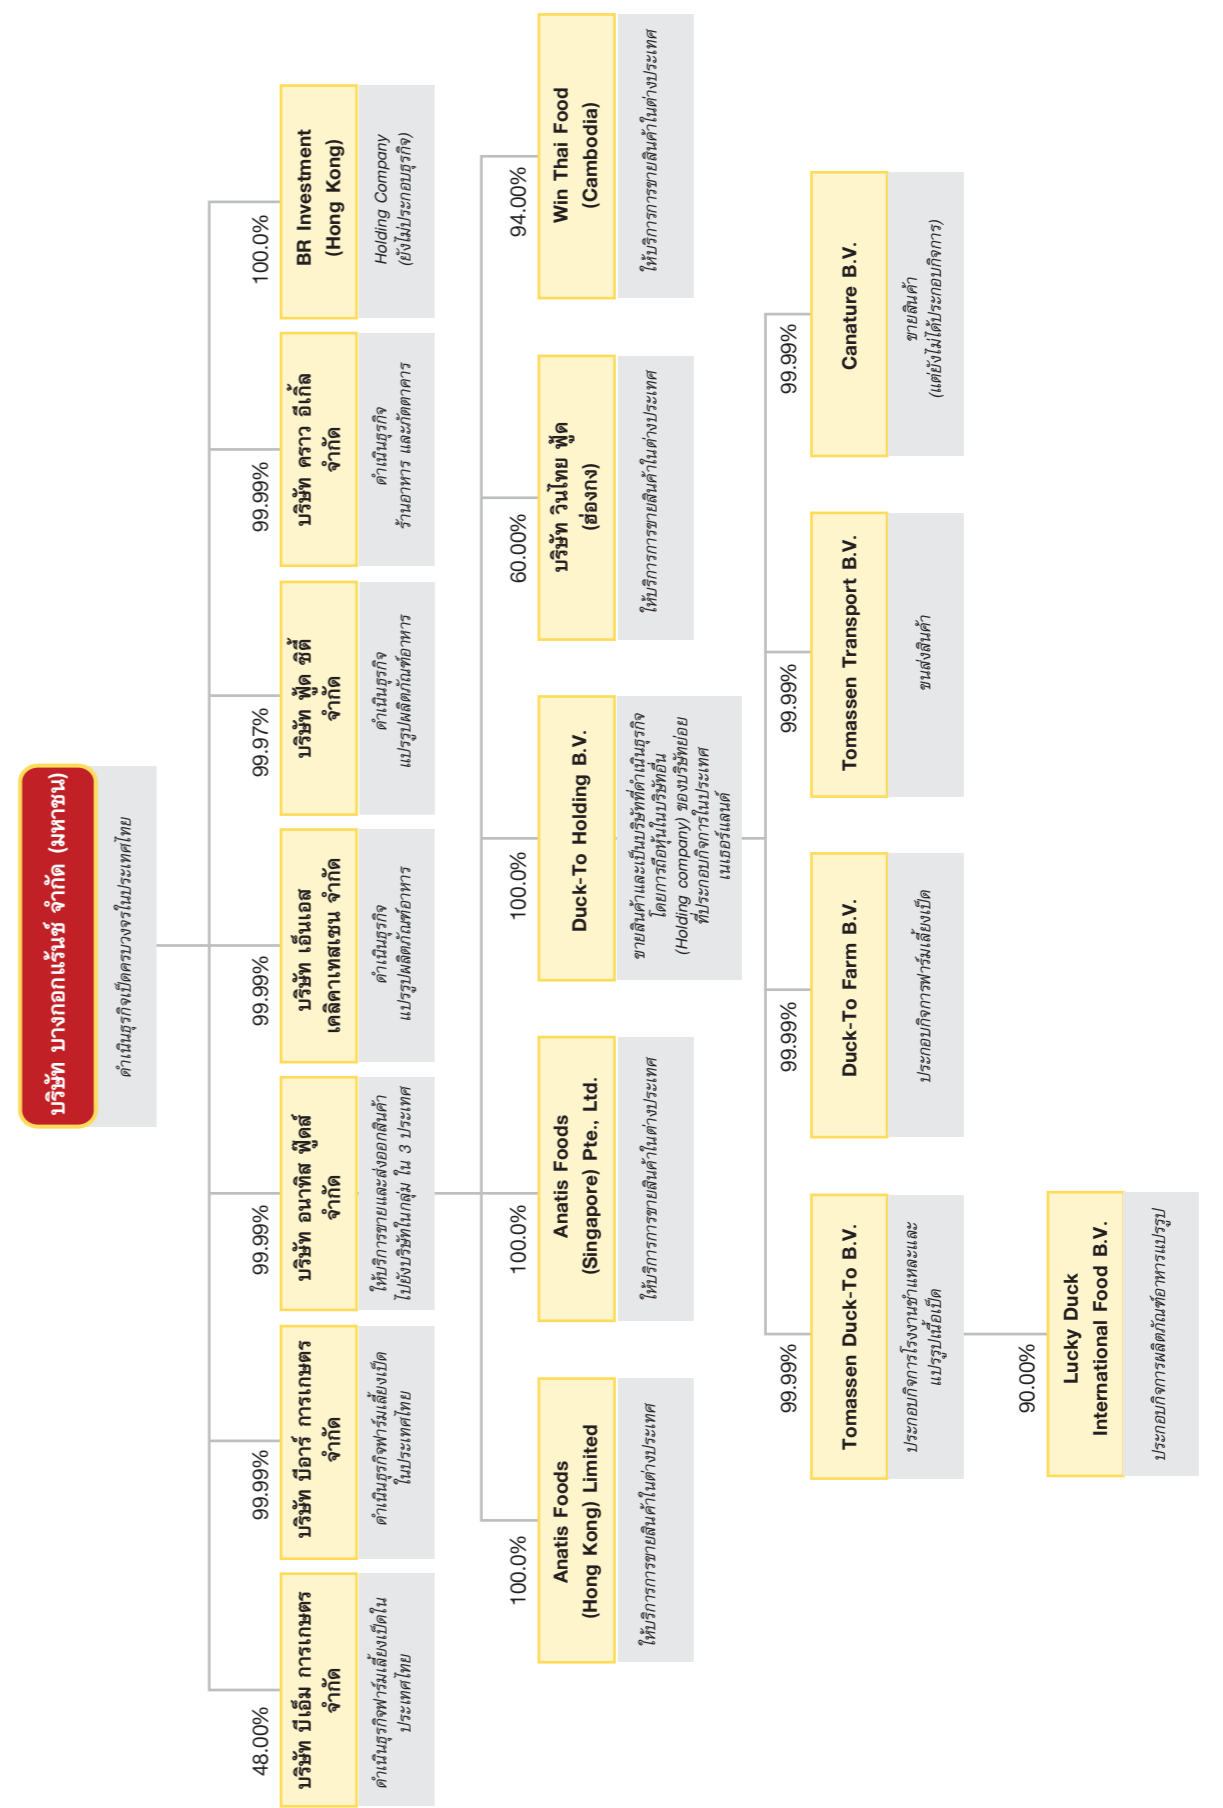 บริษัท บางกอกแร้นช์ จำกัด (มหาชน)
ดำเนินธุรกิจเป็ดครบวงจรในประเทศไทย
48.00%
บริษัท บีเอ็ม การเกษตร
จำกัด
ดำเนินธุรกิจฟาร์มเลี้ยงเป็ดใน
ประเทศไทย
99.99%
บริษัท บีอาร์ การเกษตร
จำกัด
ดำเนินธุรกิจฟาร์มเลี้ยงเป็ด
ในประเทศไทย
99.99%
บริษัท อนาทิส ฟู๊ดส์
จำกัด
ให้บริการขายและส่งออกสินค้า
ไปยังบริษัทในกลุ่ม ใน 3 ประเทศ
99.99%
บริษัท เอ็นเอส
เคลิคาเทสเซน จำกัด
ดำเนินธุรกิจ
แปรรูปผลิตภัณฑ์อาหาร
99.97%
บริษัท ฟู้ด ซิตี้
จำกัด
ดำเนินธุรกิจ
แปรรูปผลิตภัณฑ์อาหาร
99.99%
บริษัท คราว อีเกิ้ล
จำกัด
ดำเนินธุรกิจ
ร้านอาหาร และภัตตาคาร
100.0%
BR Investment
(Hong Kong)
Holding Company
(ยังไม่ประกอบธุรกิจ)
100.0%
Anatis Foods
(Hong Kong) Limited
ให้บริการการขายสินค้าในต่างประเทศ
100.0%
Anatis Foods
(Singapore) Pte., Ltd.
ให้บริการการขายสินค้าในต่างประเทศ
100.0%
Duck-To Holding B.V.
ขายสินค้าและเป็นบริษัทที่ดำเนินธุรกิจ
โดยการถือหุ้นในบริษัทอื่น
(Holding company) ของบริษัทย่อย
ที่ประกอบกิจการในประเทศ
เนเธอร์แลนด์
60.00%
บริษัท วินไทย ฟู้ด
(ฮ่องกง)
ให้บริการการขายสินค้าในต่างประเทศ
94.00%
Win Thai Food
(Cambodia)
ให้บริการการขายสินค้าในต่างประเทศ
99.99%
Tomassen Duck-To B.V.
ประกอบกิจการโรงงานชำแหละและ
แปรรูปเนื้อเป็ด
99.99%
Duck-To Farm B.V.
ประกอบกิจการฟาร์มเลี้ยงเป็ด
99.99%
Tomassen Transport B.V.
ขนส่งสินค้า
99.99%
Canature B.V.
ขายสินค้า
(แต่ยังไม่ได้ประกอบกิจการ)
90.00%
Lucky Duck
International Food B.V.
ประกอบกิจการผลิตภัณฑ์อาหารแปรรูป